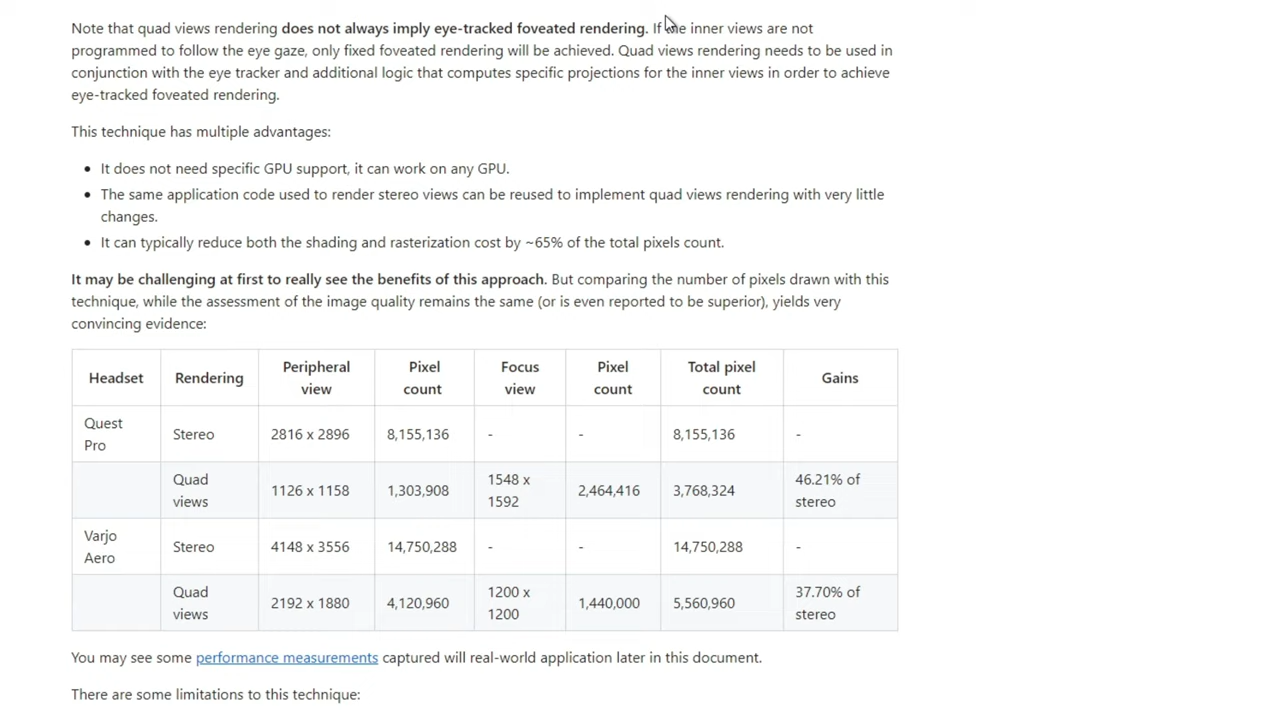 Note that quad views rendering does not always imply eye-tracked foveated rendering. If the inner views are not
programmed to follow the eye gaze, only fixed foveated rendering will be achieved. Quad views rendering needs to be used in
conjunction with the eye tracker and additional logic that computes specific projections for the inner views in order to achieve
eye-tracked foveated rendering.
This technique has multiple advantages:
• It does not need specific GPU support, it can work on any GPU.
• The same application code used to render stereo views can be reused to implement quad views rendering with very little
changes.
• It can typically reduce both the shading and rasterization cost by ~65% of the total pixels count.
It may be challenging at first to really see the benefits of this approach. But comparing the number of pixels drawn with this
technique, while the assessment of the image quality remains the same (or is even reported to be superior), yields very
convincing evidence:
Headset Rendering Peripheral view Pixel count Focus view Pixel count Total pixel count Gains
Quest Pro Stereo 2816 x 2896 8,155,136 - - 8,155,136 -
Quad views 1126 x 1158 1,303,908 1548 x 1592 2,464,416 3,768,324 46.21% of stereo
Varjo Aero Stereo 4148 x 3556 14,750,288 - - 14,750,288 -
Quad views 2192 x 1880 4,120,960 1200 x 1200 1,440,000 5,560,960 37.70% of stereo
You may see some performance measurements captured will real-world application later in this document.
There are some limitations to this technique: